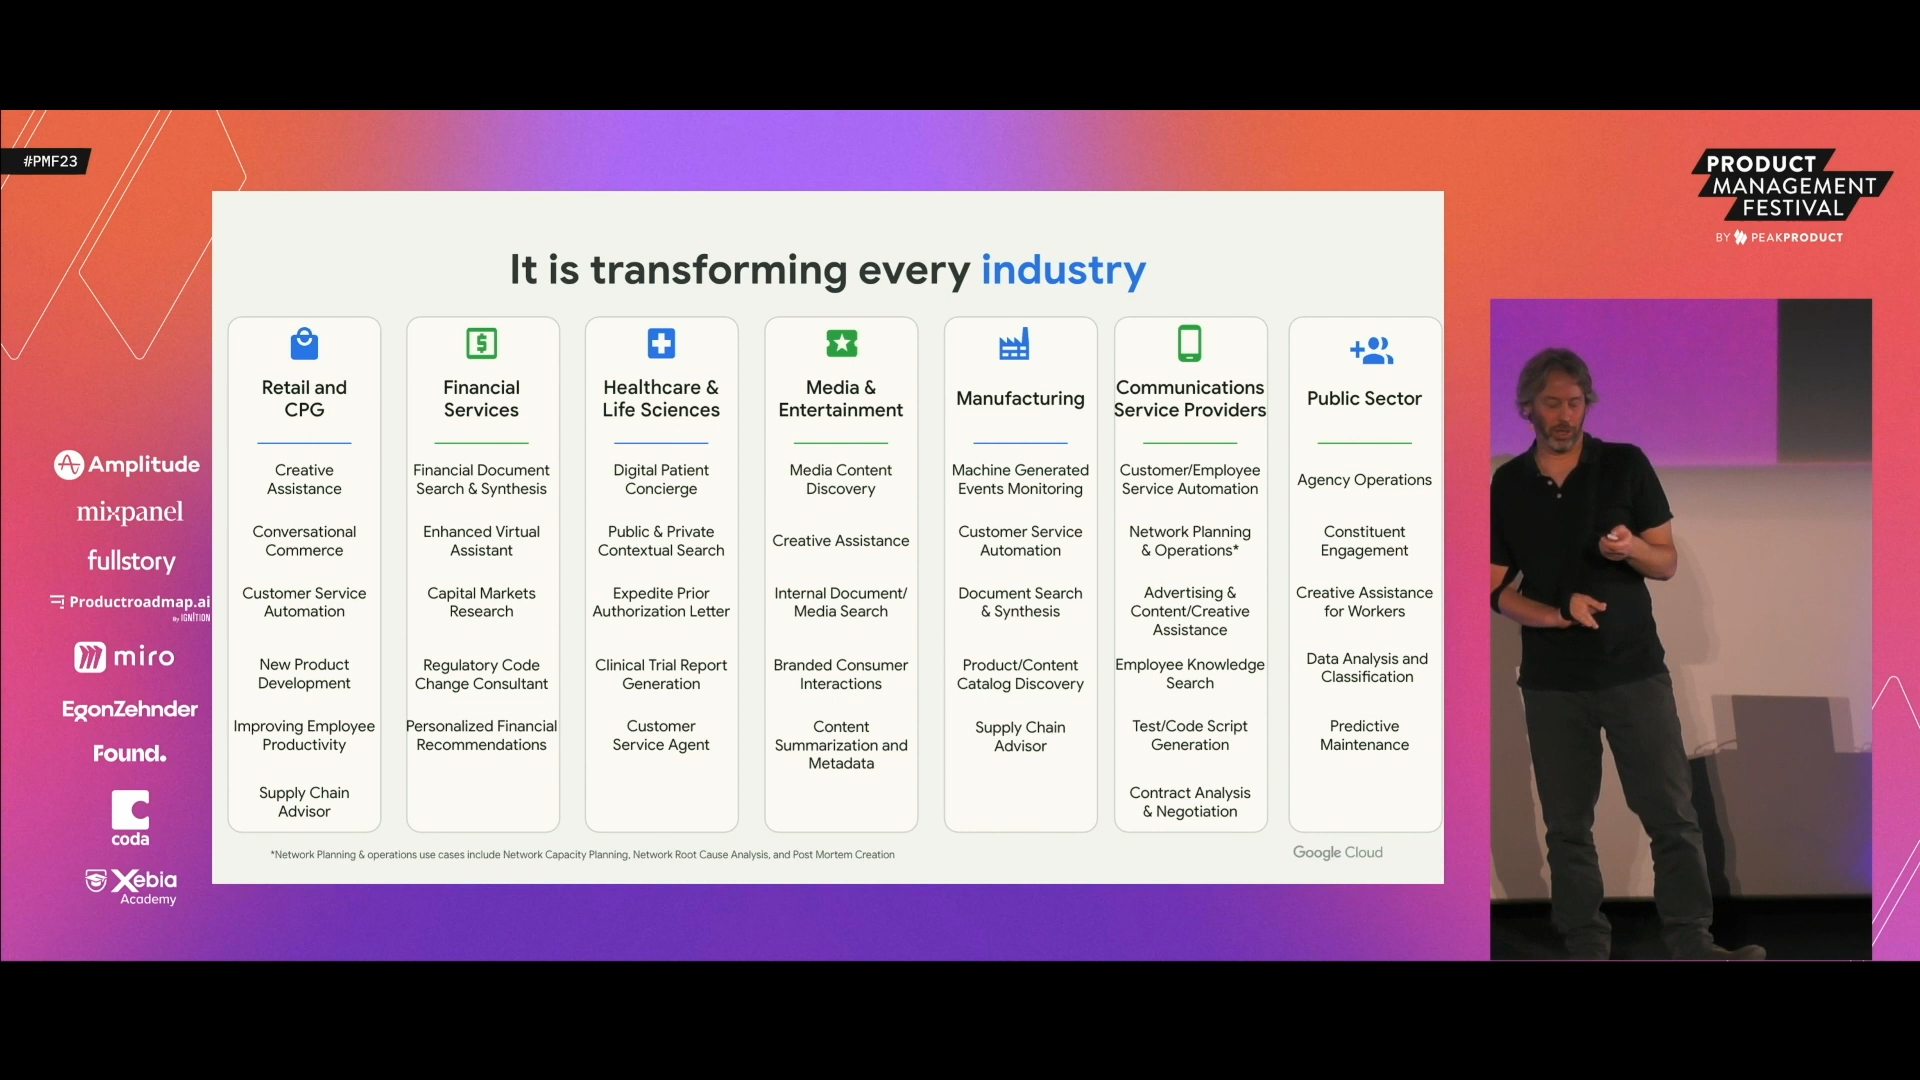 #PMF23
PRODUCT
MANAGEMENT
FESTIVAL
BY PEAKPRODUCT
It is transforming every industry
Retail and
CPG
Creative
Assistance
Conversational
Commerce
Customer Service
Automation
New Product
Development
Improving Employee
Productivity
Supply Chain
Advisor
Financial
Services
Financial Document
Search & Synthesis
Enhanced Virtual
Assistant
Capital Markets
Research
Regulatory Code
Change Consultant
Personalized Financial
Recommendations
Healthcare &
Life Sciences
Digital Patient
Concierge
Public & Private
Contextual Search
Expedite Prior
Authorization Letter
Clinical Trial Report
Generation
Customer
Service Agent
Media &
Entertainment
Media Content
Discovery
Creative Assistance
Internal Document/
Media Search
Branded Consumer
Interactions
Content
Summarization and
Metadata
Manufacturing
Machine Generated
Events Monitoring
Customer Service
Automation
Document Search
& Synthesis
Product/Content
Catalog Discovery
Supply Chain
Advisor
Communications
Service Providers
Customer/Employee
Service Automation
Network Planning
& Operations*
Advertising &
Content/Creative
Assistance
Employee Knowledge
Search
Test/Code Script
Generation
Contract Analysis
& Negotiation
Public Sector
Agency Operations
Constituent
Engagement
Creative Assistance
for Workers
Data Analysis and
Classification
Predictive
Maintenance
*Network Planning & operations use cases include Network Capacity Planning, Network Root Cause Analysis, and Post Mortem Creation
Google Cloud
Amplitude
mixpanel
fullstory
Productroadmap.ai
By IGNITION
miro
EgonZehnder
Found.
coda
Xebia
Academy